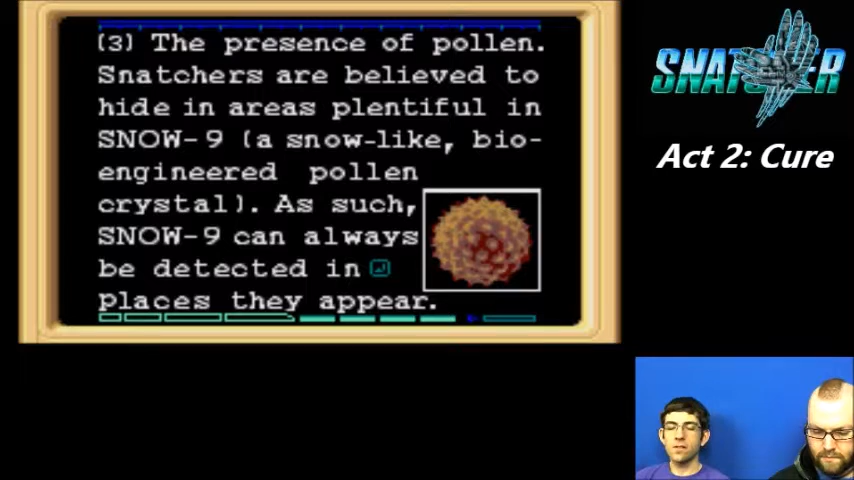 (3) The presence of pollen.
Snatchers are believed to
hide in areas plentiful in
SNOW-9 (a snow-like, bio-
engineered pollen
crystal). As such,
SNOW-9 can always
be detected in
places they appear.
SNATCHER
Act 2: Cure